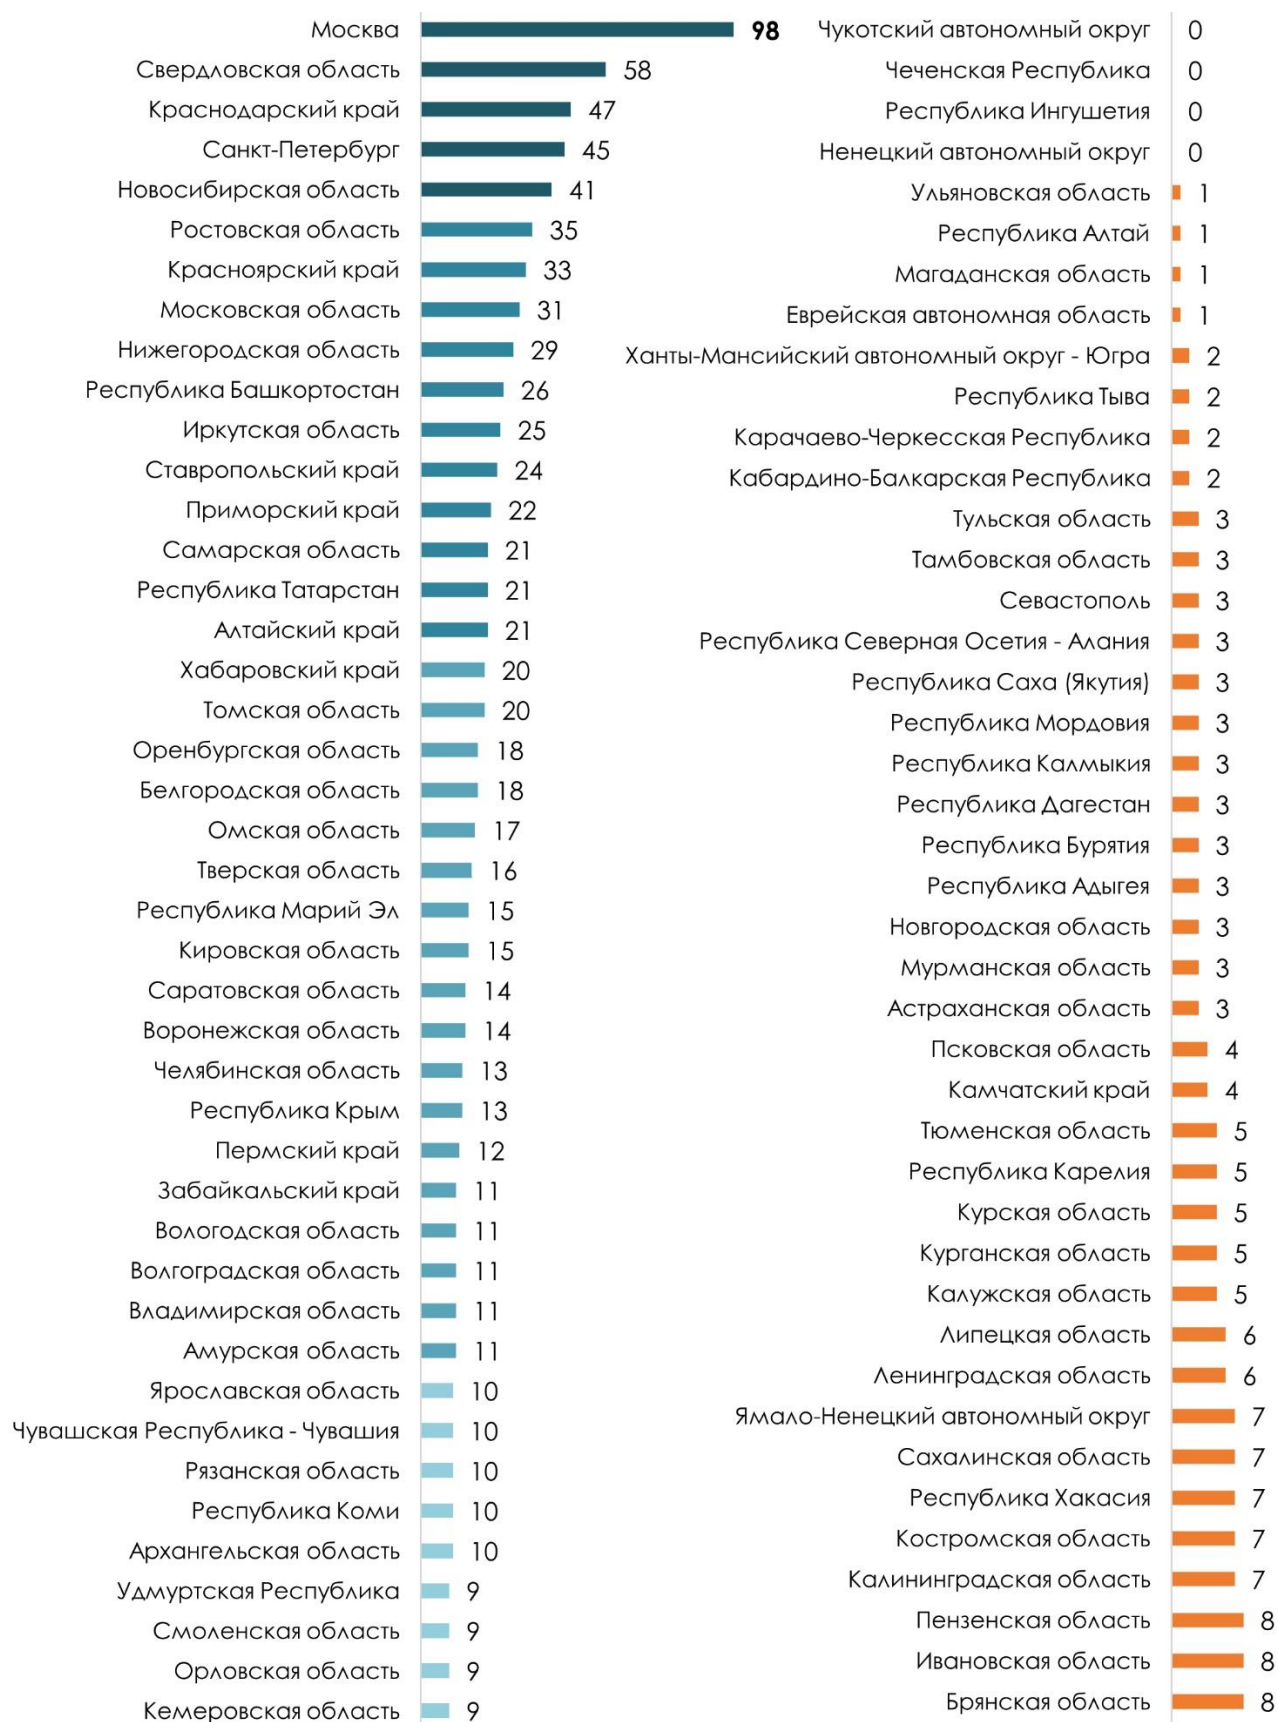 Москва 98
Свердловская область 58
Краснодарский край 47
Санкт-Петербург 45
Новосибирская область 41
Ростовская область 35
Красноярский край 33
Московская область 31
Нижегородская область 29
Республика Башкортостан 26
Иркутская область 25
Ставропольский край 24
Приморский край 22
Самарская область 21
Республика Татарстан 21
Алтайский край 21
Хабаровский край 20
Томская область 20
Оренбургская область 18
Белгородская область 18
Омская область 17
Тверская область 16
Республика Марий Эл 15
Кировская область 15
Саратовская область 14
Воронежская область 14
Челябинская область 13
Республика Крым 13
Пермский край 12
Забайкальский край 11
Вологодская область 11
Волгоградская область 11
Владимирская область 11
Амурская область 11
Ярославская область 10
Чувашская Республика - Чувашия 10
Рязанская область 10
Республика Коми 10
Архангельская область 10
Удмуртская Республика 9
Смоленская область 9
Орловская область 9
Кемеровская область 9
Чукотский автономный округ 0
Чеченская Республика 0
Республика Ингушетия 0
Ненецкий автономный округ 0
Ульяновская область 1
Республика Алтай 1
Магаданская область 1
Еврейская автономная область 1
Ханты-Мансийский автономный округ - Югра 2
Республика Тыва 2
Карачаево-Черкесская Республика 2
Кабардино-Балкарская Республика 2
Тульская область 3
Тамбовская область 3
Севастополь 3
Республика Северная Осетия - Алания 3
Республика Саха (Якутия) 3
Республика Мордовия 3
Республика Калмыкия 3
Республика Дагестан 3
Республика Бурятия 3
Республика Адыгея 3
Новгородская область 3
Мурманская область 3
Астраханская область 3
Псковская область 4
Камчатский край 4
Тюменская область 5
Республика Карелия 5
Курская область 5
Курганская область 5
Калужская область 5
Липецкая область 6
Ленинградская область 6
Ямало-Ненецкий автономный округ 7
Сахалинская область 7
Республика Хакасия 7
Костромская область 7
Калининградская область 7
Пензенская область 8
Ивановская область 8
Брянская область 8